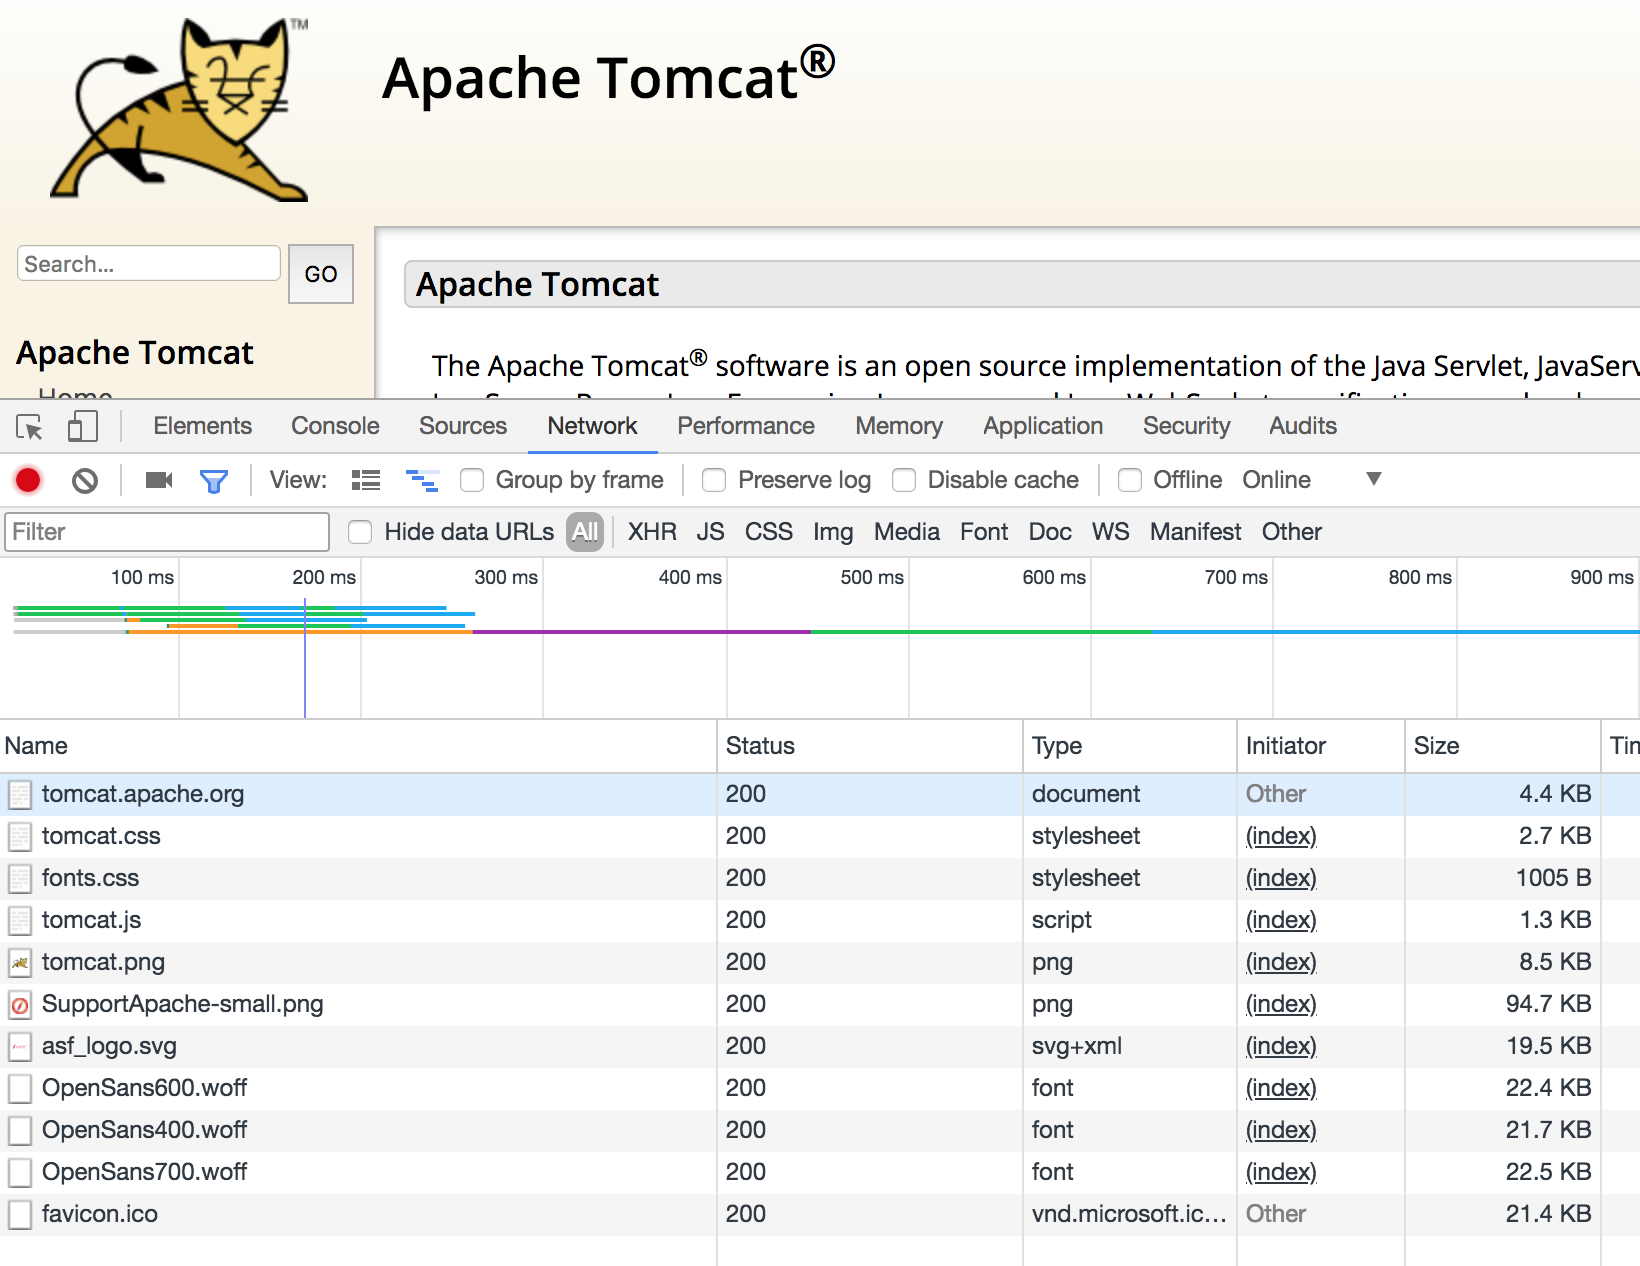 TM
Apache Tomcat®
Search...
GO
Apache Tomcat
Apache Tomcat
Home
The Apache Tomcat® software is an open source implementation of the Java Servlet, JavaServ
Elements Console Sources Network Performance Memory Application Security Audits
View: Group by frame Preserve log Disable cache Offline Online
Filter Hide data URLs All XHR JS CSS Img Media Font Doc WS Manifest Other
100 ms 200 ms 300 ms 400 ms 500 ms 600 ms 700 ms 800 ms 900 ms
Name Status Type Initiator Size Tin
tomcat.apache.org 200 document Other 4.4 KB
tomcat.css 200 stylesheet (index) 2.7 KB
fonts.css 200 stylesheet (index) 1005 B
tomcat.js 200 script (index) 1.3 KB
tomcat.png 200 png (index) 8.5 KB
SupportApache-small.png 200 png (index) 94.7 KB
asf_logo.svg 200 svg+xml (index) 19.5 KB
OpenSans600.woff 200 font (index) 22.4 KB
OpenSans400.woff 200 font (index) 21.7 KB
OpenSans700.woff 200 font (index) 22.5 KB
favicon.ico 200 vnd.microsoft.ic... Other 21.4 KB